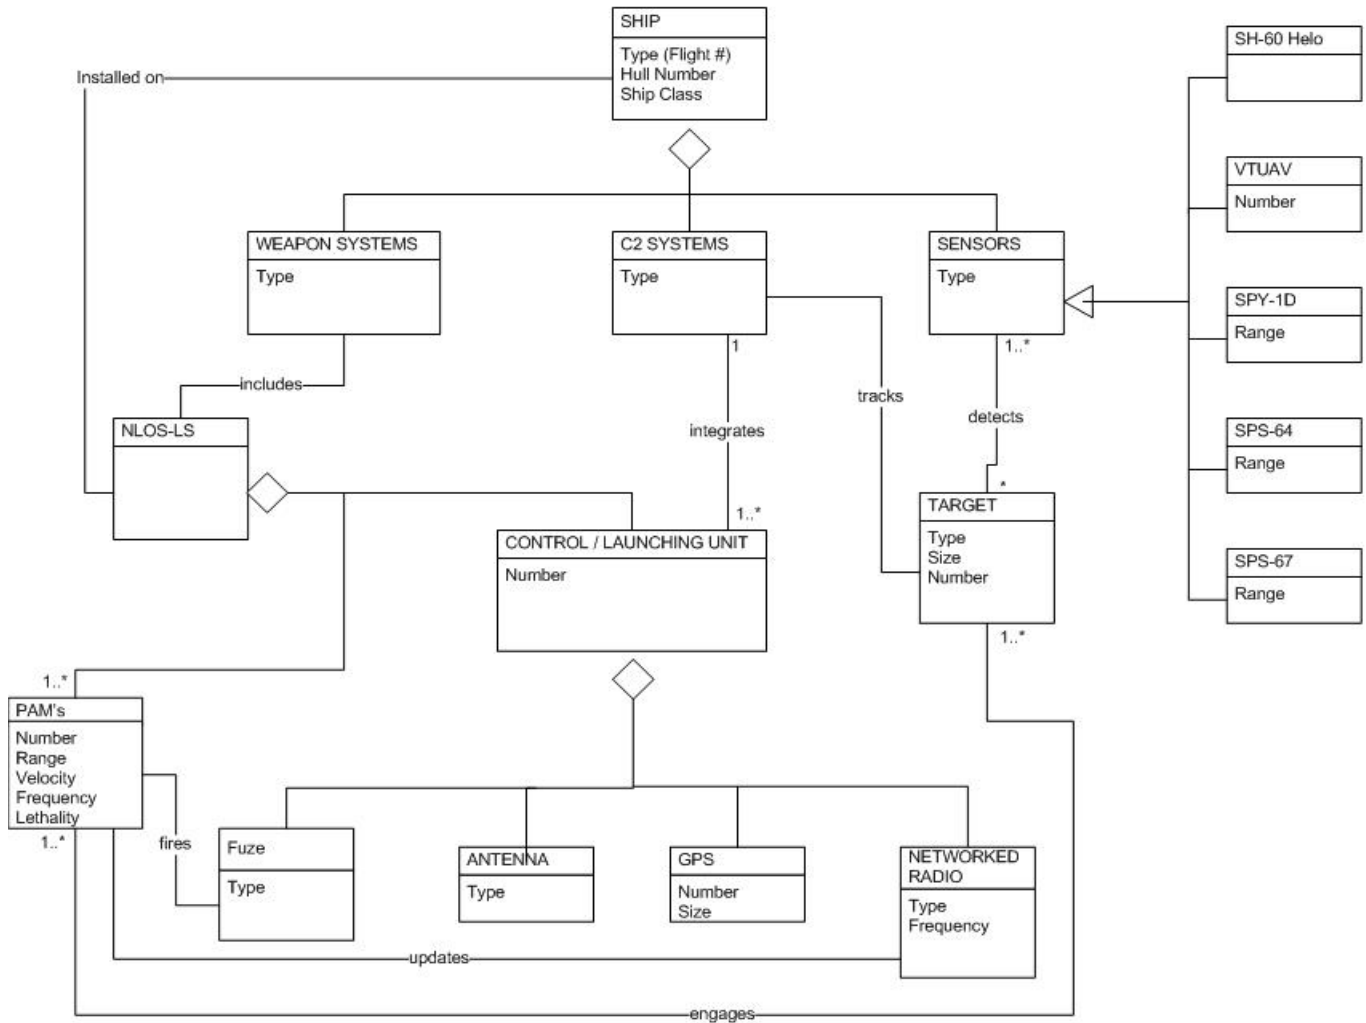 SHIP
Type (Flight #)
Hull Number
Ship Class
Installed on
SH-60 Helo
VTUAV
Number
WEAPON SYSTEMS
Type
C2 SYSTEMS
Type
SENSORS
Type
SPY-1D
Range
1
1..*
includes
tracks
detects
integrates
NLOS-LS
SPS-64
Range
*
1..*
TARGET
Type
Size
Number
CONTROL / LAUNCHING UNIT
Number
SPS-67
Range
1..*
1..*
PAM's
Number
Range
Velocity
Frequency
Lethality
1..*
fires
Fuze
Type
ANTENNA
Type
GPS
Number
Size
NETWORKED
RADIO
Type
Frequency
updates
engages